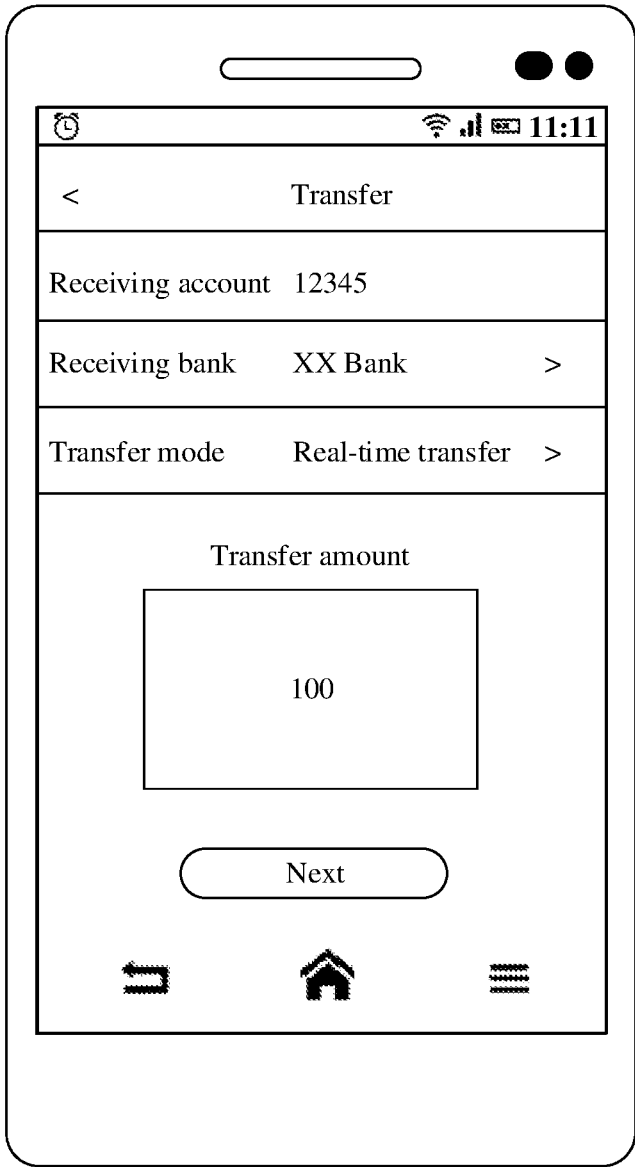 11:11
< Transfer
Receiving account 12345
Receiving bank XX Bank >
Transfer mode Real-time transfer >
Transfer amount
100
Next